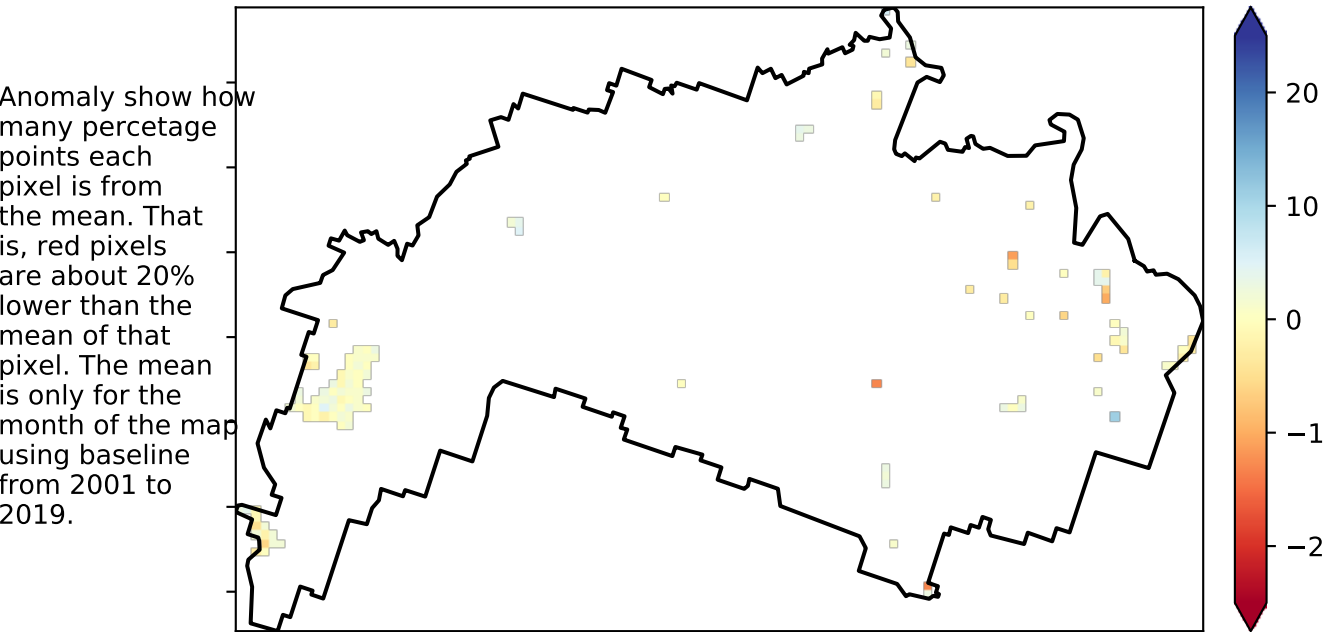 Anomaly show how
many percetage
points each
pixel is from
the mean. That
is, red pixels
are about 20%
lower than the
mean of that
pixel. The mean
is only for the
month of the map
using baseline
from 2001 to
2019.
20
10
0
−1
−2